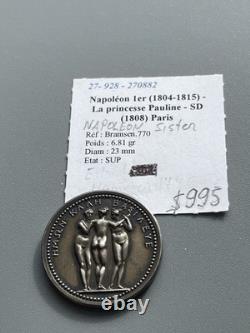 27- 928 - 270882
Napoléon 1er (1804-1815) -
La princesse Pauline - SD
(1808) Paris
NAPOLEON Sister
Réf : Bramsen.770
Poids : 6.81 gr
Diam : 23 mm
Etat : SUP
$995
ΚΑΛΗ